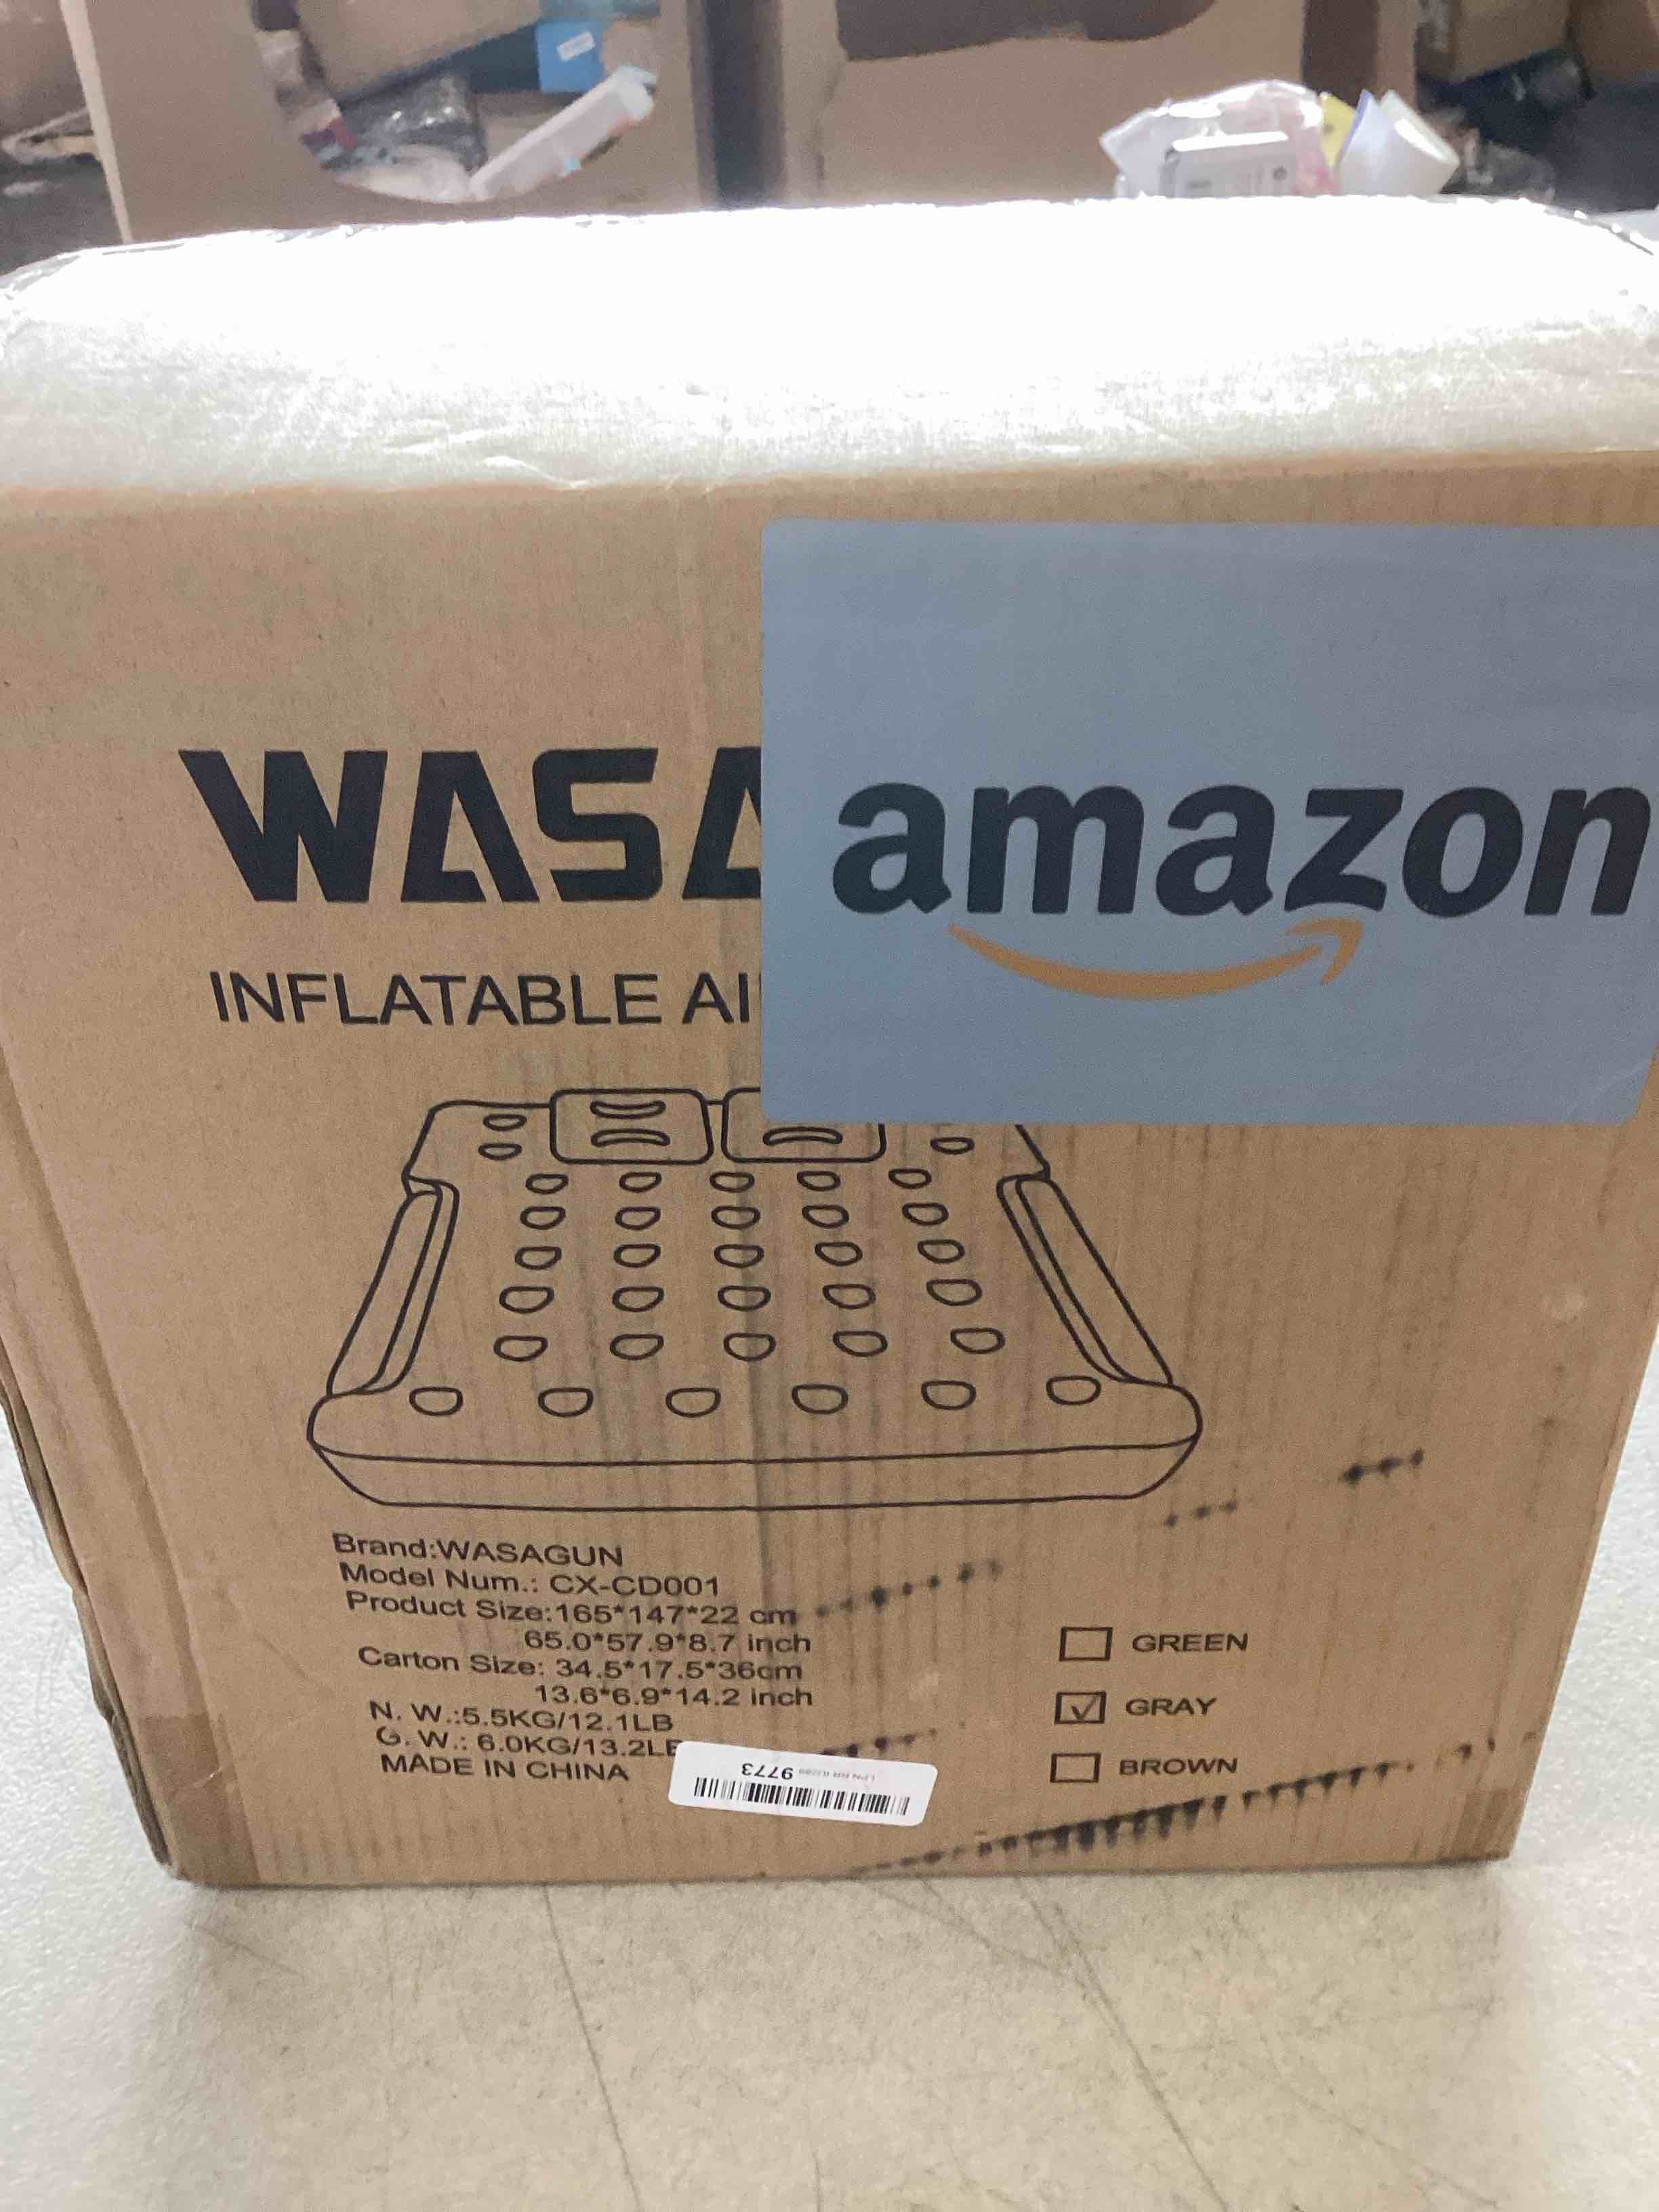 WASA
amazon
INFLATABLE AI
Brand:WASAGUN
Model Num.: CX-CD001
Product Size:165*147*22 cm
65.0*57.9*8.7 inch
Carton Size: 34.5*17.5*36cm
13.6*6.9*14.2 inch
N. W.:5.5KG/12.1LB
G. W.: 6.0KG/13.2LB
MADE IN CHINA
GREEN
GRAY
BROWN
9773